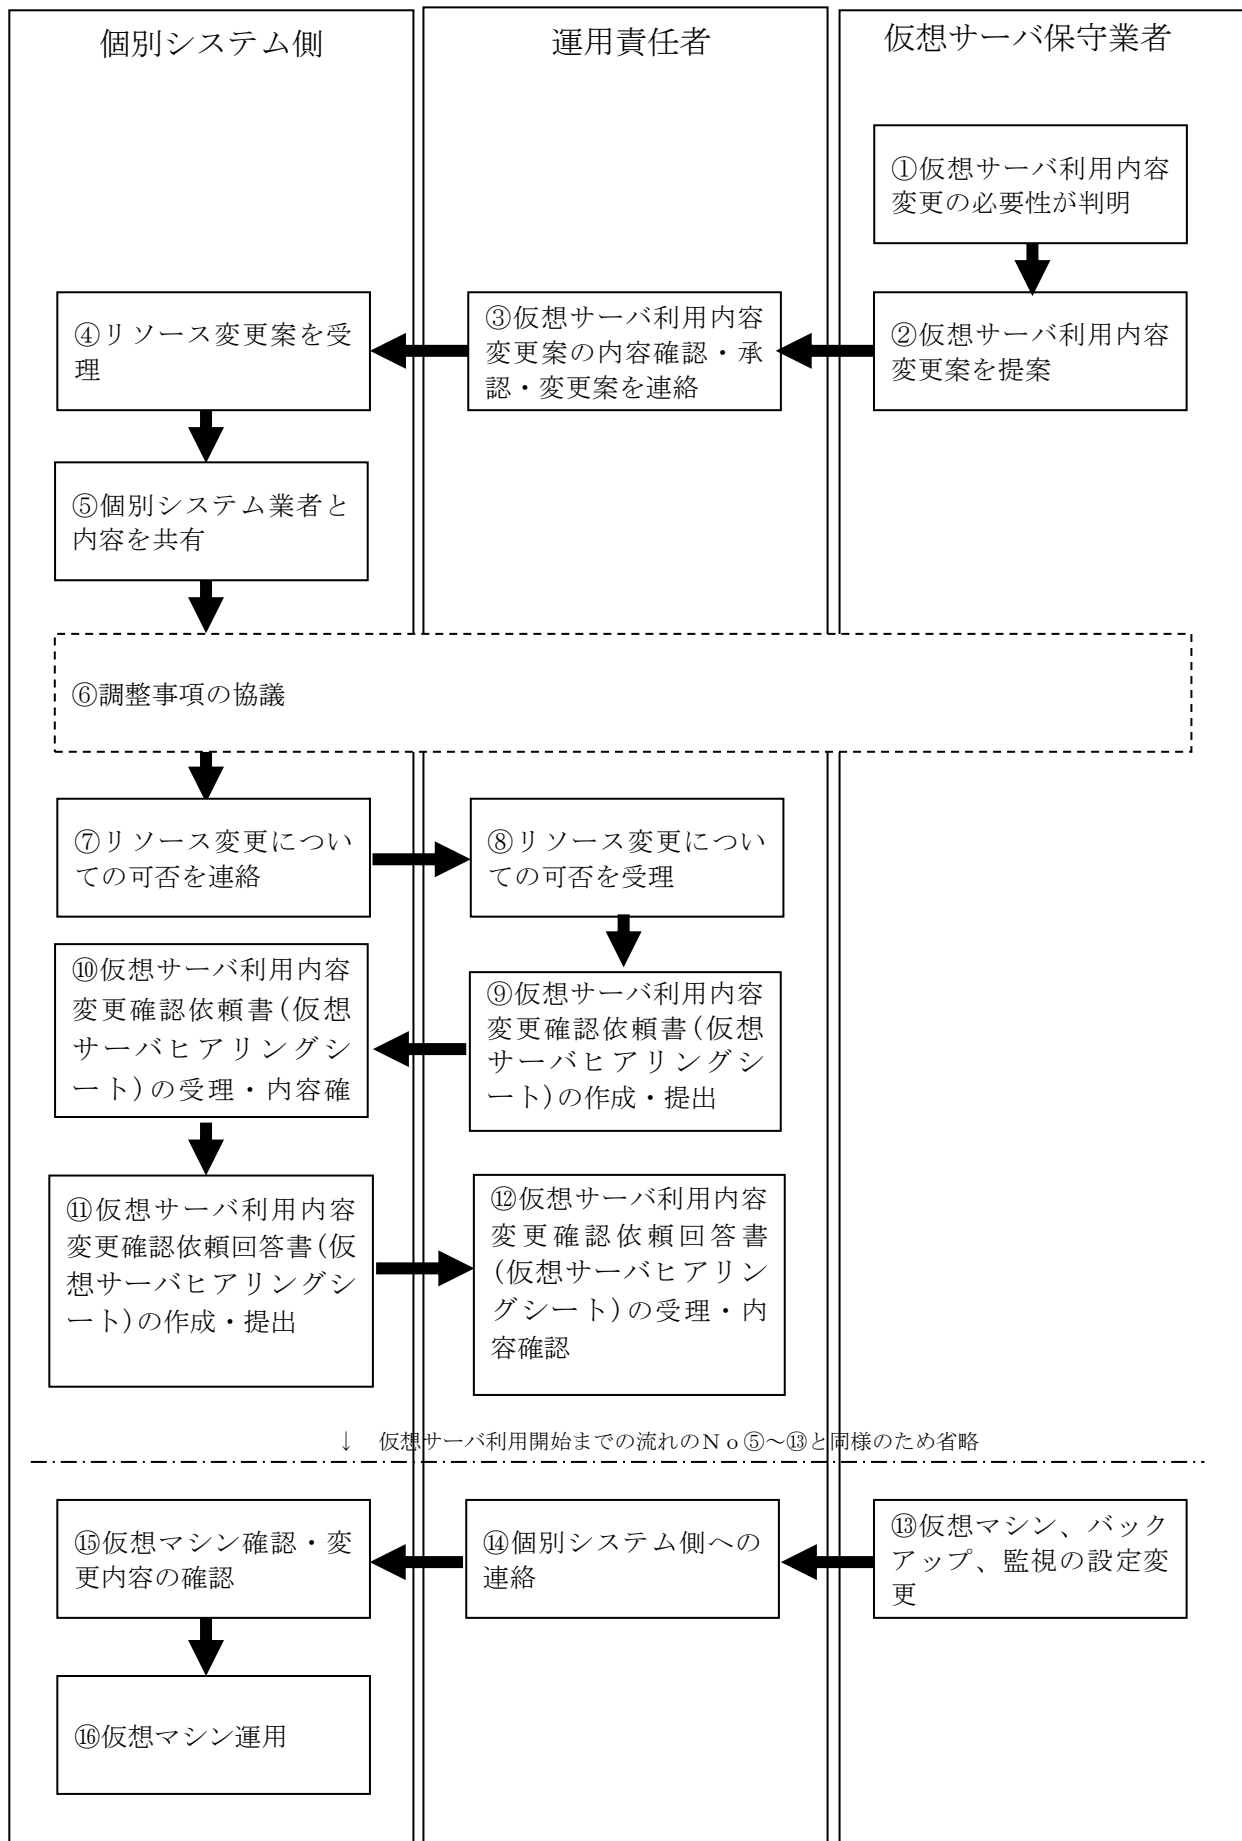 個別システム側
運用責任者
仮想サーバ保守業者
①仮想サーバ利用内容
変更の必要性が判明
②仮想サーバ利用内容
変更案を提案
③仮想サーバ利用内容
変更案の内容確認・承
認・変更案を連絡
④リソース変更案を受
理
⑤個別システム業者と
内容を共有
⑥調整事項の協議
⑦リソース変更につい
ての可否を連絡
⑧リソース変更につい
ての可否を受理
⑨仮想サーバ利用内容
変更確認依頼書(仮想
サーバヒアリングシ
ート)の作成・提出
⑩仮想サーバ利用内容
変更確認依頼書(仮想
サーバヒアリングシ
ート)の受理・内容確
⑪仮想サーバ利用内容
変更確認依頼回答書(仮
想サーバヒアリングシ
ート)の作成・提出
⑫仮想サーバ利用内容
変更確認依頼回答書
(仮想サーバヒアリン
グシート)の受理・内
容確認
↓　仮想サーバ利用開始までの流れのＮｏ⑤～⑬と同様のため省略
⑬仮想マシン、バック
アップ、監視の設定変
更
⑭個別システム側への
連絡
⑮仮想マシン確認・変
更内容の確認
⑯仮想マシン運用